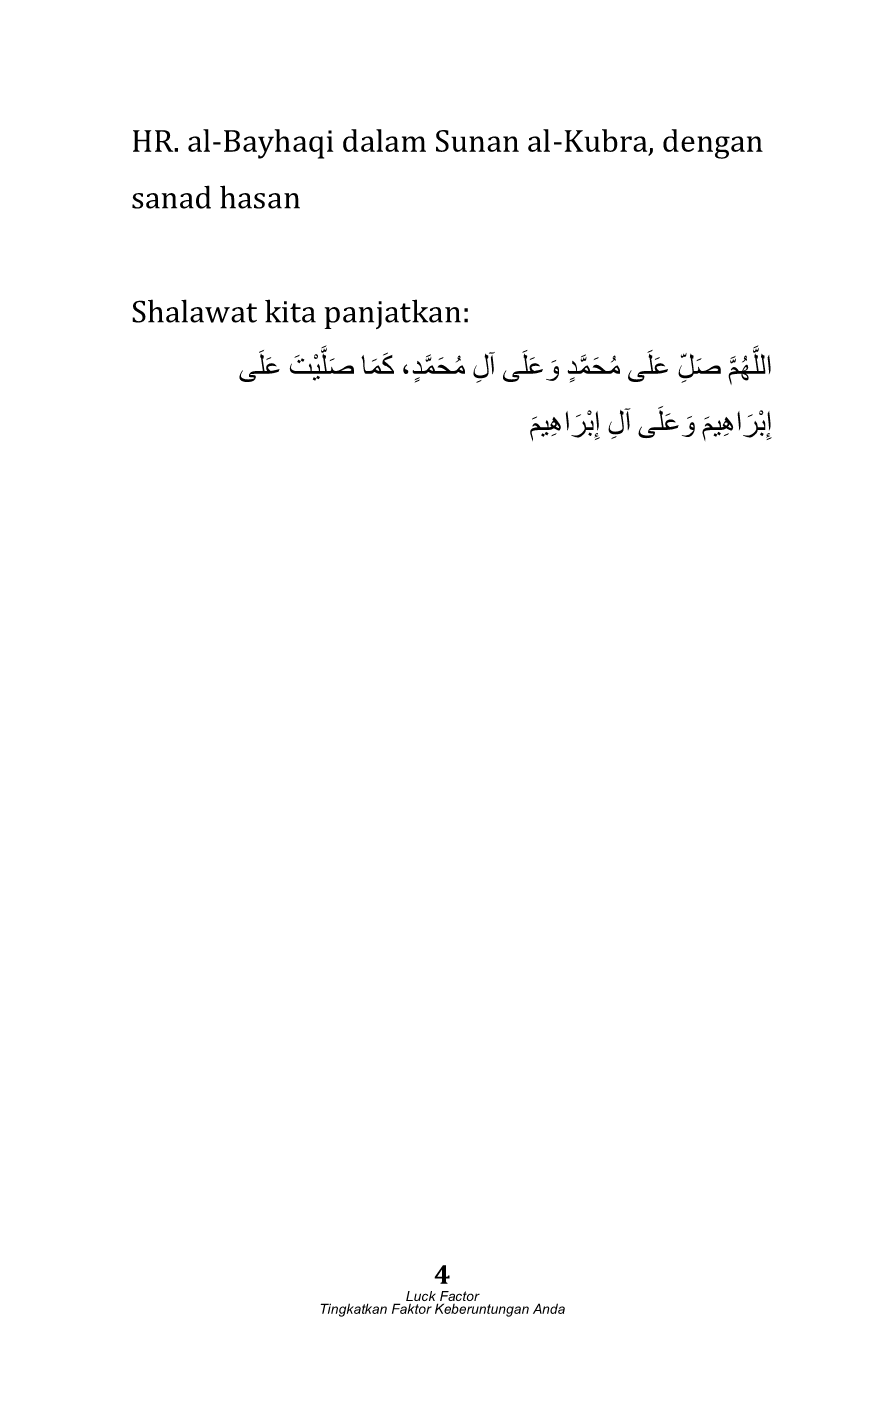 HR. al-Bayhaqi dalam Sunan al-Kubra, dengan
sanad hasan
Shalawat kita panjatkan:
اللَّهُمَّ صَلِّ عَلَى مُحَمَّدٍ وَعَلَى آلِ مُحَمَّدٍ، كَمَا صَلَّيْتَ عَلَى
إِبْرَاهِيمَ وَعَلَى آلِ إِبْرَاهِيمَ
4
Luck Factor
Tingkatkan Faktor Keberuntungan Anda